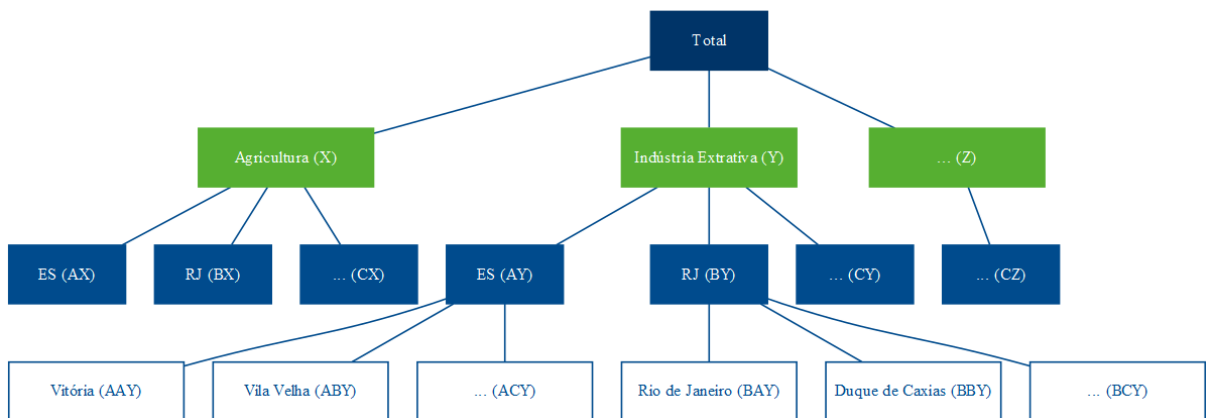 Total
Agricultura (X)
Indústria Extrativa (Y)
... (Z)
ES (AX)
RJ (BX)
... (CX)
ES (AY)
RJ (BY)
... (CY)
... (CZ)
Vitória (AAY)
Vila Velha (ABY)
... (ACY)
Rio de Janeiro (BAY)
Duque de Caxias (BBY)
... (BCY)